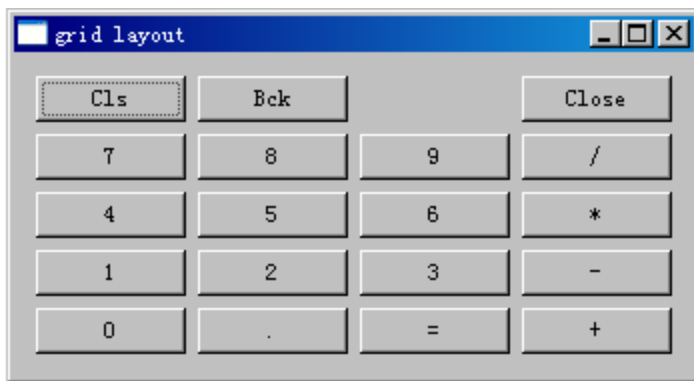 grid layout
Cls Bck Close
7 8 9 /
4 5 6 *
1 2 3 -
0 . = +